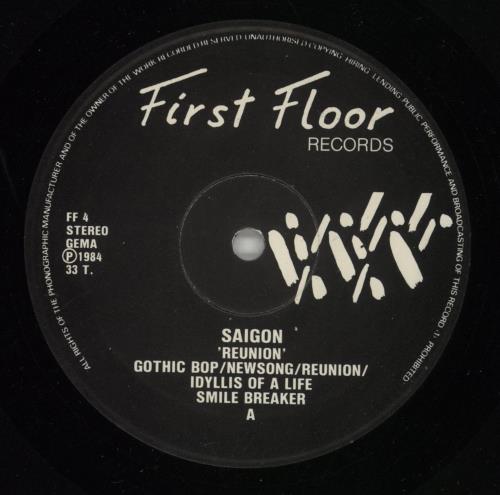 ALL RIGHTS OF THE PHONOGRAPHIC MANUFACTURER AND OF THE OWNER OF THE WORK RECORDED RESERVED UNAUTHORISED COPYING HIRING LENDING PUBLIC PERFORMANCE AND BROADCASTING OF THIS RECORD :1: PROHIBITED
First Floor
RECORDS
FF 4
STEREO
GEMA
Ⓟ1984
33 T.
SAIGON
'REUNION'
GOTHIC BOP/NEWSONG/REUNION/
IDYLLIS OF A LIFE
SMILE BREAKER
A